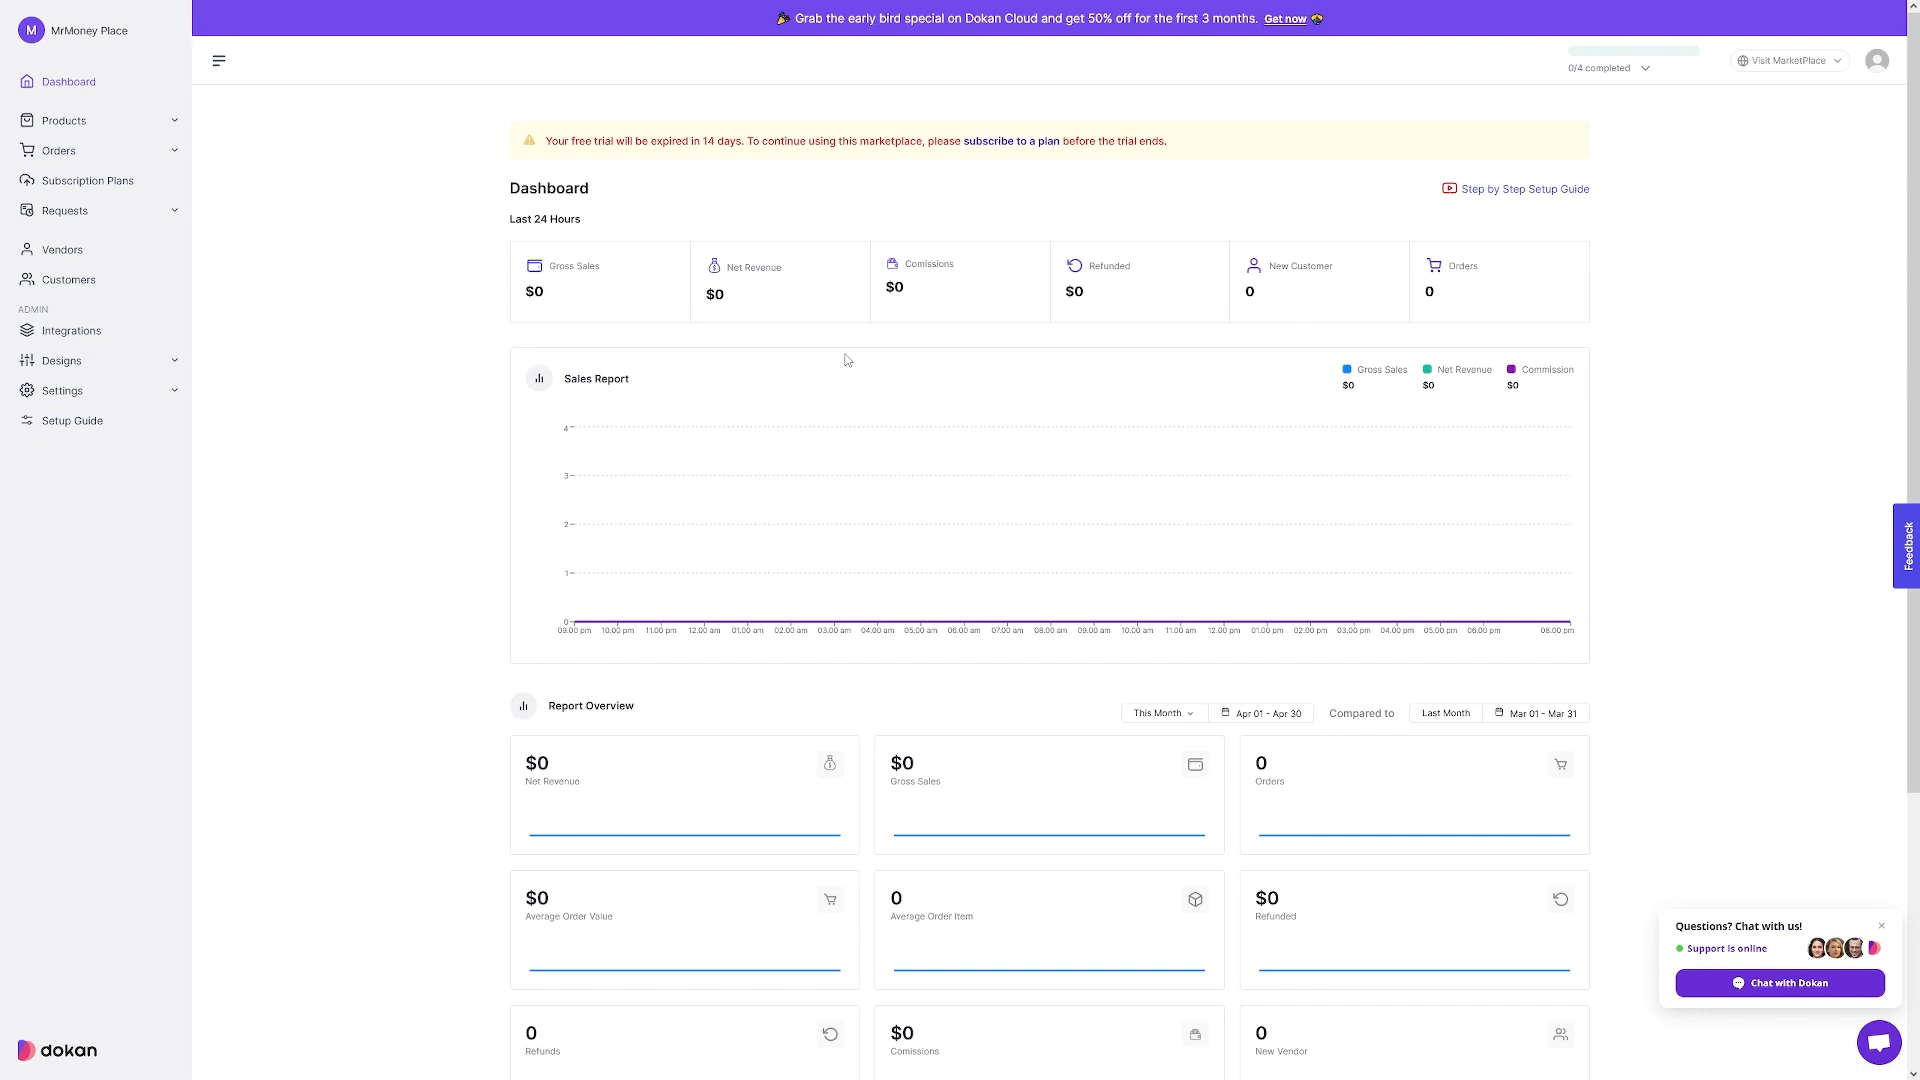 Grab the early bird special on Dokan Cloud and get 50% off for the first 3 months. Get now
M MrMoney Place
0/4 completed
Visit MarketPlace
Dashboard
Products
Orders
Subscription Plans
Requests
Vendors
Customers
ADMIN
Integrations
Designs
Settings
Setup Guide
dokan
Your free trial will be expired in 14 days. To continue using this marketplace, please subscribe to a plan before the trial ends.
Dashboard
Step by Step Setup Guide
Last 24 Hours
Gross Sales
$0
Net Revenue
$0
Comissions
$0
Refunded
$0
New Customer
0
Orders
0
Sales Report
Gross Sales
$0
Net Revenue
$0
Commission
$0
4
3
2
1
0
09.00 pm 10.00 pm 11.00 pm 12.00 am 01.00 am 02.00 am 03.00 am 04.00 am 05.00 am 06.00 am 07.00 am 08.00 am 09.00 am 10.00 am 11.00 am 12.00 pm 01.00 pm 02.00 pm 03.00 pm 04.00 pm 05.00 pm 06.00 pm 08.00 pm
Report Overview
This Month
Apr 01 - Apr 30
Compared to
Last Month
Mar 01 - Mar 31
$0
Net Revenue
$0
Gross Sales
0
Orders
$0
Average Order Value
0
Average Order Item
$0
Refunded
0
Refunds
$0
Comissions
0
New Vendor
Feedback
Questions? Chat with us!
Support is online
Chat with Dokan